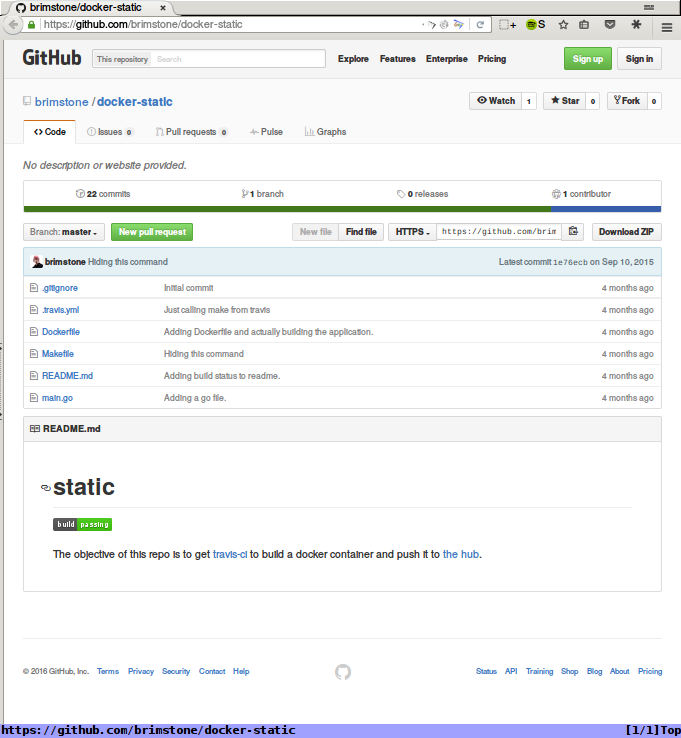 brimstone/docker-static
https://github.com/brimstone/docker-static
S
GitHub This repository Search Explore Features Enterprise Pricing Sign up Sign in
brimstone / docker-static Watch 1 Star 0 Fork 0
Code Issues 0 Pull requests 0 Pulse Graphs
No description or website provided.
22 commits 1 branch 0 releases 1 contributor
Branch: master New pull request New file Find file HTTPS https://github.com/brim Download ZIP
brimstone Hiding this command Latest commit 1e76ecb on Sep 10, 2015
.gitignore Initial commit 4 months ago
.travis.yml Just calling make from travis 4 months ago
Dockerfile Adding Dockerfile and actually building the application. 4 months ago
Makefile Hiding this command 4 months ago
README.md Adding build status to readme. 4 months ago
main.go Adding a go file. 4 months ago
README.md
static
build passing
The objective of this repo is to get travis-ci to build a docker container and push it to the hub.
© 2016 GitHub, Inc. Terms Privacy Security Contact Help Status API Training Shop Blog About Pricing
https://github.com/brimstone/docker-static [1/1]Top